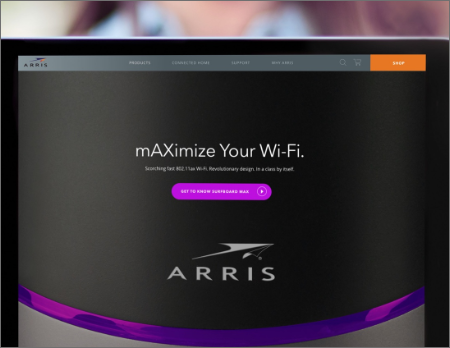 ARRIS
PRODUCTS
CONNECTED HOME
SUPPORT
WHY ARRIS
SHOP
mAXimize Your Wi-Fi.
Scorching fast 802.11ax Wi-Fi. Revolutionary design. In a class by itself.
GET TO KNOW SURFBOARD MAX
ARRIS